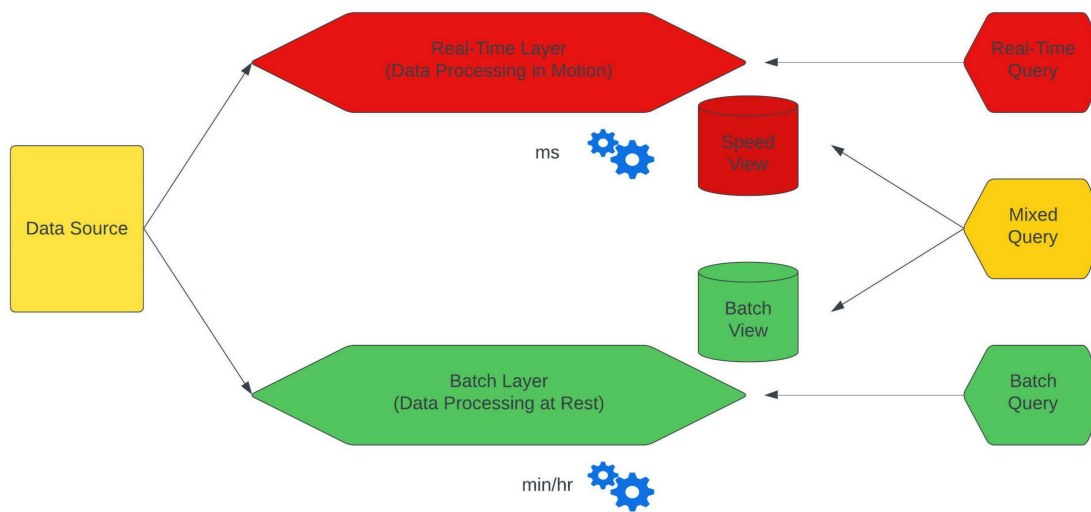 Real-Time Layer
(Data Processing in Motion)
Real-Time
Query
ms
Speed
View
Data Source
Mixed
Query
Batch
View
Batch Layer
(Data Processing at Rest)
Batch
Query
min/hr